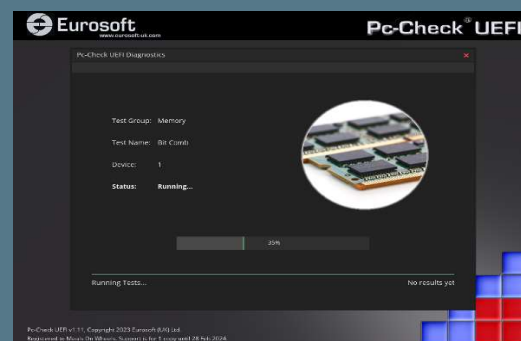 Eurosoft
www.eurosoft-uk.com
Pc-Check® UEFI
Pc-Check UEFI Diagnostics
Test Group: Memory
Test Name: Bit Comb
Device: 1
Status: Running...
35%
Running Tests...
No results yet
Pc-Check UEFI v1.11, Copyright 2023 Eurosoft (UK) Ltd
Registered to Meals On Wheels. Support is for 1 copy until 28 Feb 2024